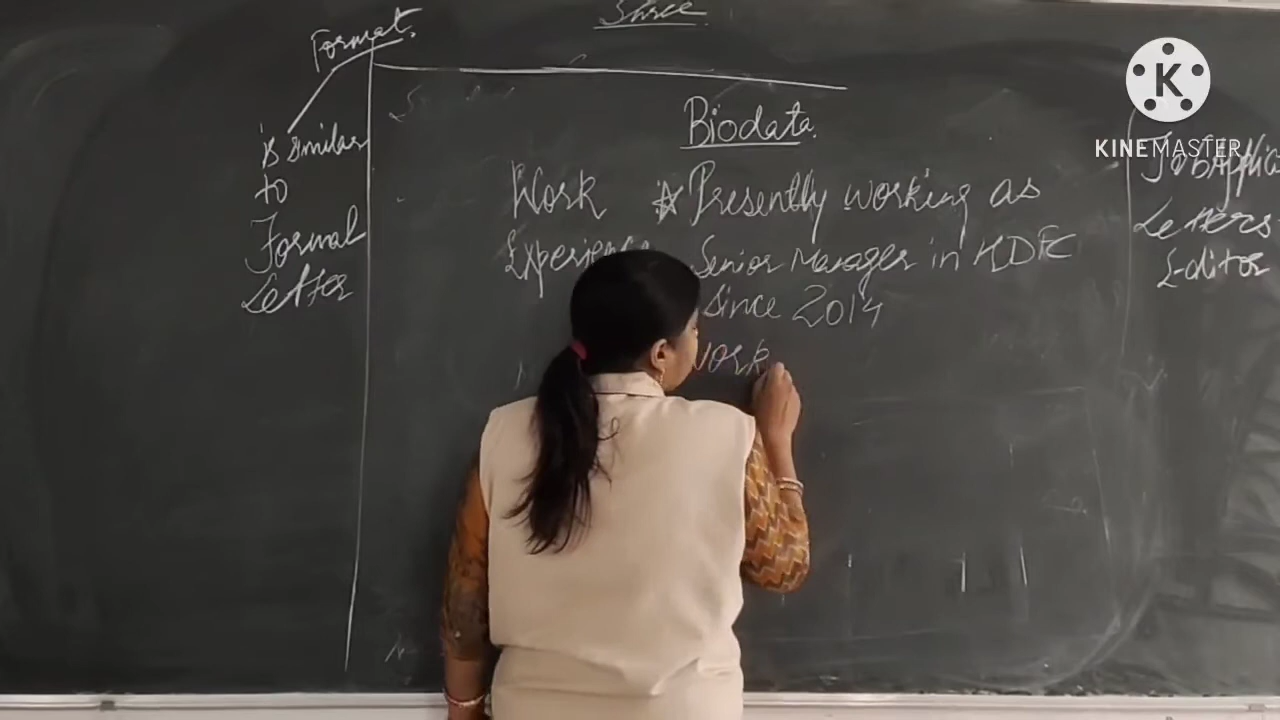 Shree
Format.
is similar
to
Formal
Letter
Biodata.
Work
Experience
☆ Presently working as
Senior Manager in HDFC
since 2014
work
Job Applica
Letters
Editor
K
KINEMASTER